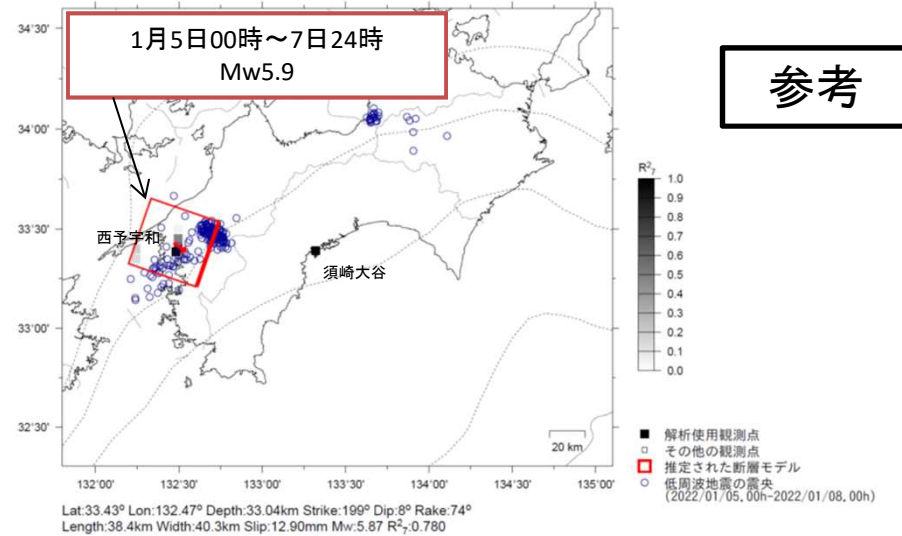 1月5日00時～7日24時
Mw5.9
参考
34°30'
34°00'
33°30'
33°00'
32°30'
132°00'
132°30'
133°00'
133°30'
134°00'
134°30'
135°00'
西予宇和
須崎大谷
20 km
R²₇
1.0
0.9
0.8
0.7
0.6
0.5
0.4
0.3
0.2
0.1
0.0
解析使用観測点
その他の観測点
推定された断層モデル
低周波地震の震央
(2022/01/05,00h-2022/01/08,00h)
Lat:33.43° Lon:132.47° Depth:33.04km Strike:199° Dip:8° Rake:74°
Length:38.4km Width:40.3km Slip:12.90mm Mw:5.87 R²₇:0.780